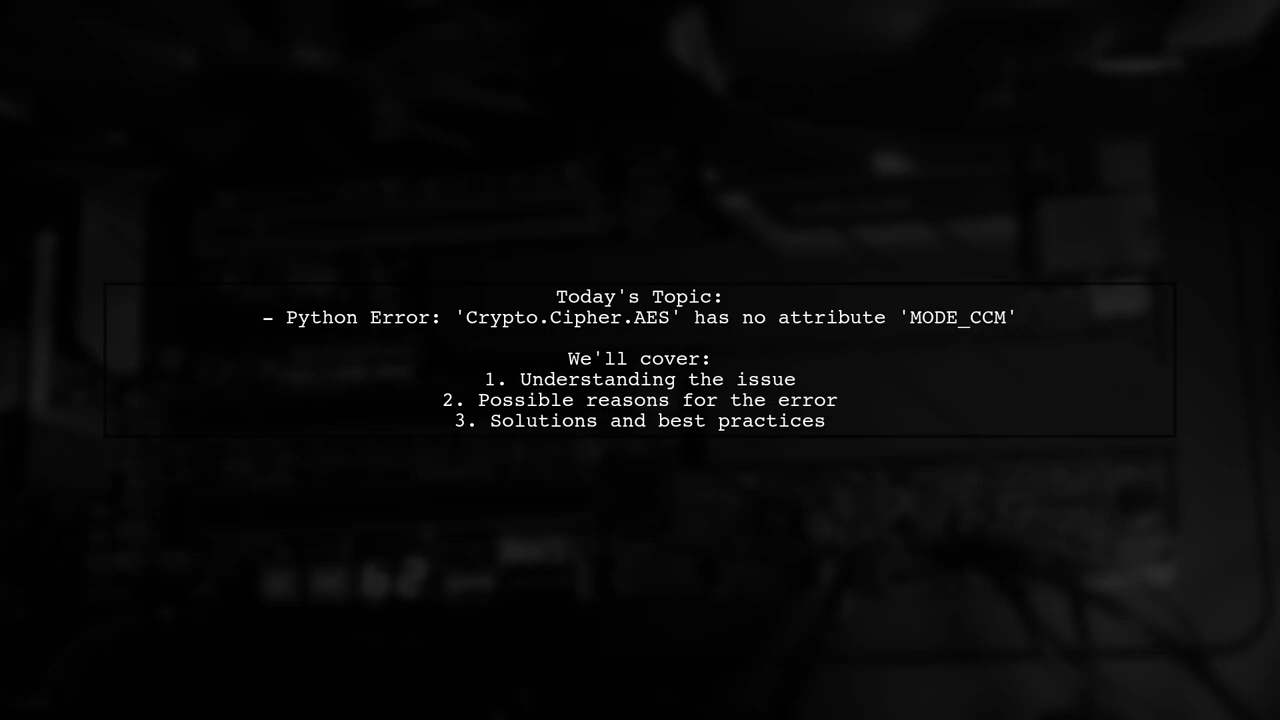 Today's Topic:
- Python Error: 'Crypto.Cipher.AES' has no attribute 'MODE_CCM'
We'll cover:
1. Understanding the issue
2. Possible reasons for the error
3. Solutions and best practices